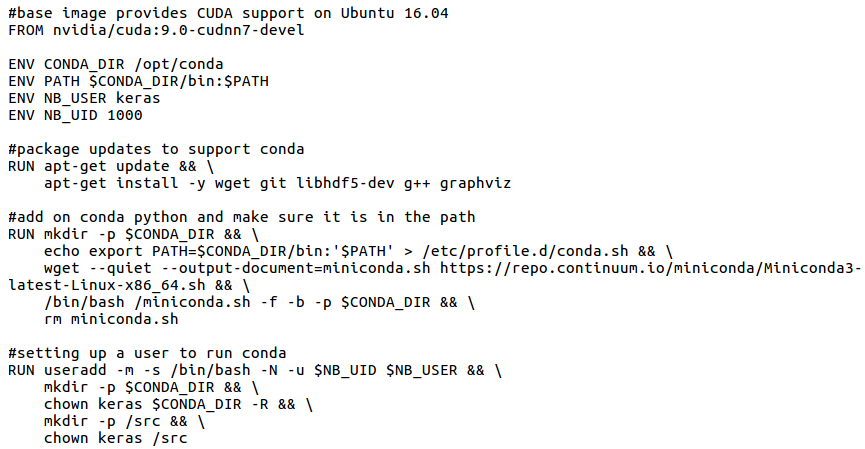 #base image provides CUDA support on Ubuntu 16.04
FROM nvidia/cuda:9.0-cudnn7-devel

ENV CONDA_DIR /opt/conda
ENV PATH $CONDA_DIR/bin:$PATH
ENV NB_USER keras
ENV NB_UID 1000

#package updates to support conda
RUN apt-get update && \
    apt-get install -y wget git libhdf5-dev g++ graphviz

#add on conda python and make sure it is in the path
RUN mkdir -p $CONDA_DIR && \
    echo export PATH=$CONDA_DIR/bin:'$PATH' > /etc/profile.d/conda.sh && \
    wget --quiet --output-document=miniconda.sh https://repo.continuum.io/miniconda/Miniconda3-
latest-Linux-x86_64.sh && \
    /bin/bash /miniconda.sh -f -b -p $CONDA_DIR && \
    rm miniconda.sh

#setting up a user to run conda
RUN useradd -m -s /bin/bash -N -u $NB_UID $NB_USER && \
    mkdir -p $CONDA_DIR && \
    chown keras $CONDA_DIR -R && \
    mkdir -p /src && \
    chown keras /src